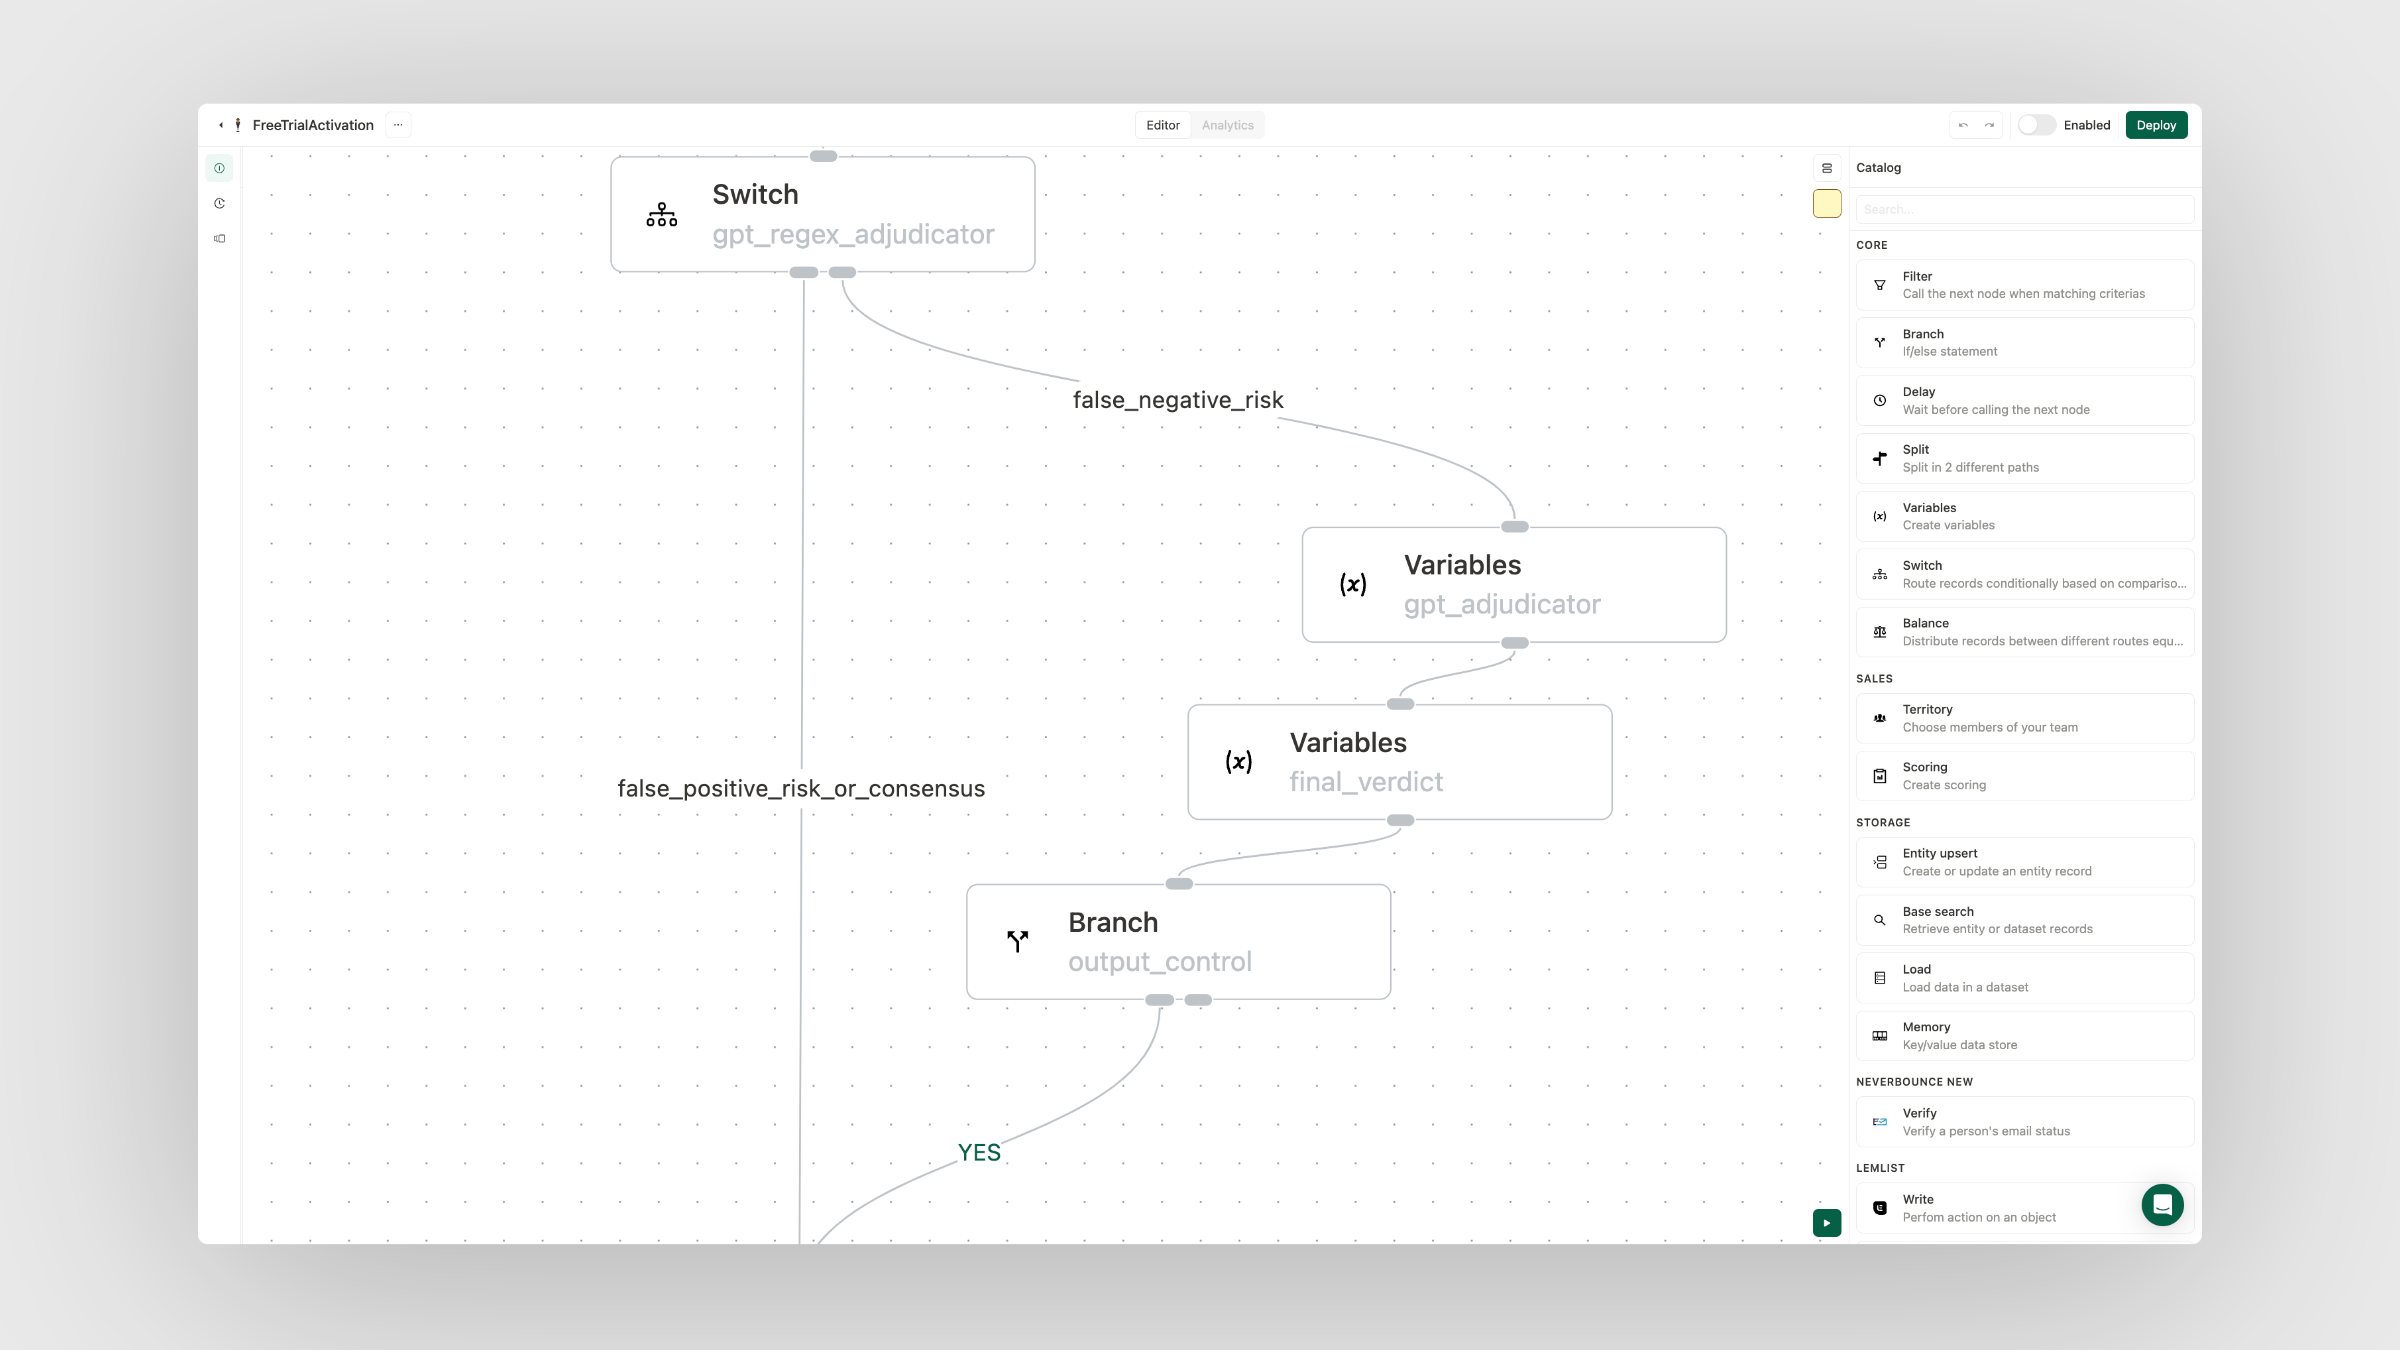 FreeTrialActivation
...
Editor
Analytics
Enabled
Deploy
Switch
gpt_regex_adjudicator
false_negative_risk
Variables
gpt_adjudicator
Variables
final_verdict
false_positive_risk_or_consensus
Branch
output_control
YES
Catalog
Search...
CORE
Filter
Call the next node when matching criterias
Branch
If/else statement
Delay
Wait before calling the next node
Split
Split in 2 different paths
Variables
Create variables
Switch
Route records conditionally based on compariso...
Balance
Distribute records between different routes equ...
SALES
Territory
Choose members of your team
Scoring
Create scoring
STORAGE
Entity upsert
Create or update an entity record
Base search
Retrieve entity or dataset records
Load
Load data in a dataset
Memory
Key/value data store
NEVERBOUNCE NEW
Verify
Verify a person's email status
LEMLIST
Write
Perfom action on an object